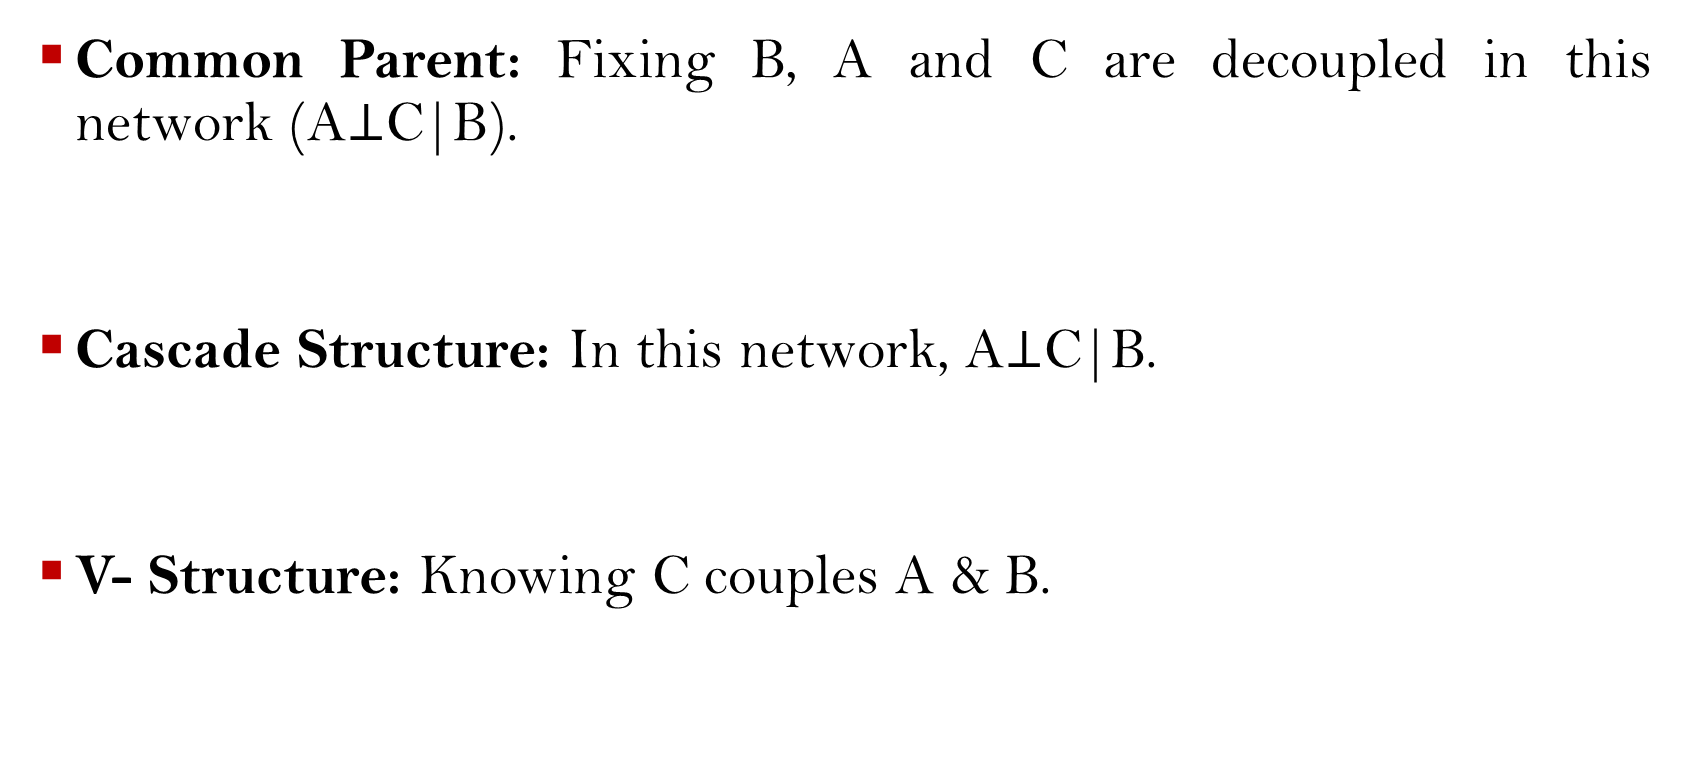 ▪ Common Parent: Fixing B, A and C are decoupled in this
network (A⊥C|B).
▪ Cascade Structure: In this network, A⊥C|B.
▪ V- Structure: Knowing C couples A & B.